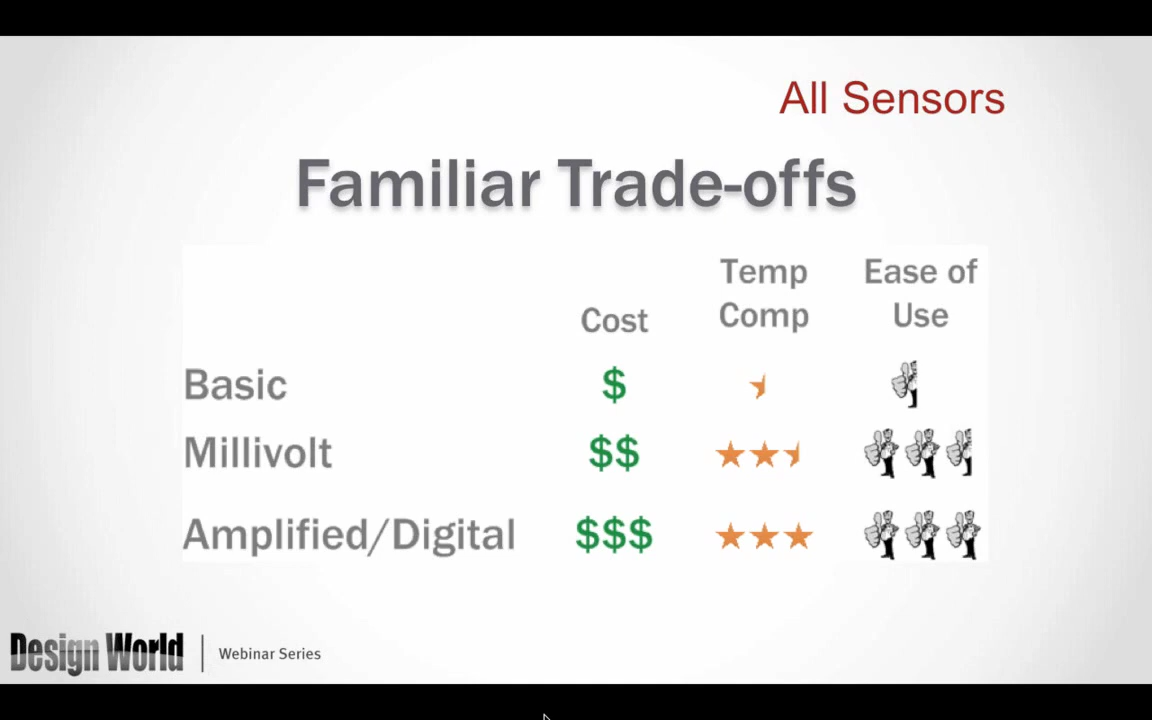 All Sensors
Familiar Trade-offs
Cost
Temp
Comp
Ease of
Use
Basic $
Millivolt $$
Amplified/Digital $$$
Design World | Webinar Series